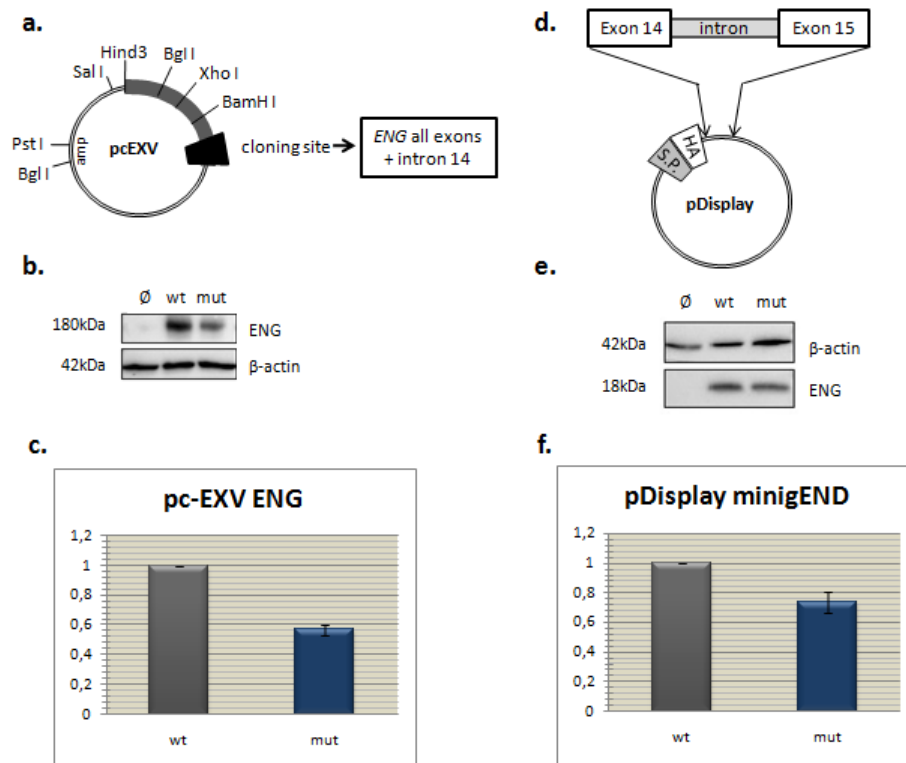 a.
Hind3
Bgl I
Sal I
Xho I
BamH I
Pst I
Bgl I
dup
pcEXV
cloning site
ENG all exons
+ intron 14
b.
Ø wt mut
180kDa
ENG
42kDa
β-actin
c.
pc-EXV ENG
1,2
1
0,8
0,6
0,4
0,2
0
wt
mut
d.
Exon 14
intron
Exon 15
HA
S.P.
pDisplay
e.
wt mut
Ø
42kDa
β-actin
18kDa
ENG
f.
pDisplay minigEND
1,2
1
0,8
0,6
0,4
0,2
0
wt
mut